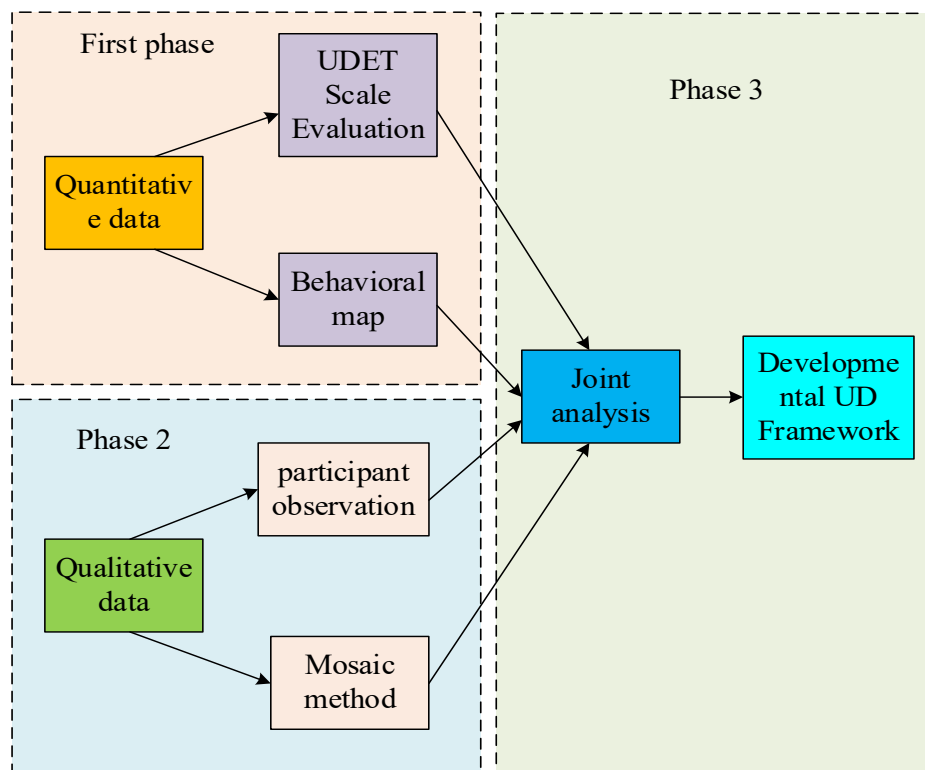 First phase
UDET
Scale
Evaluation
Quantitativ
e data
Behavioral
map
Phase 2
participant
observation
Qualitative
data
Mosaic
method
Phase 3
Joint
analysis
Developme
ntal UD
Framework